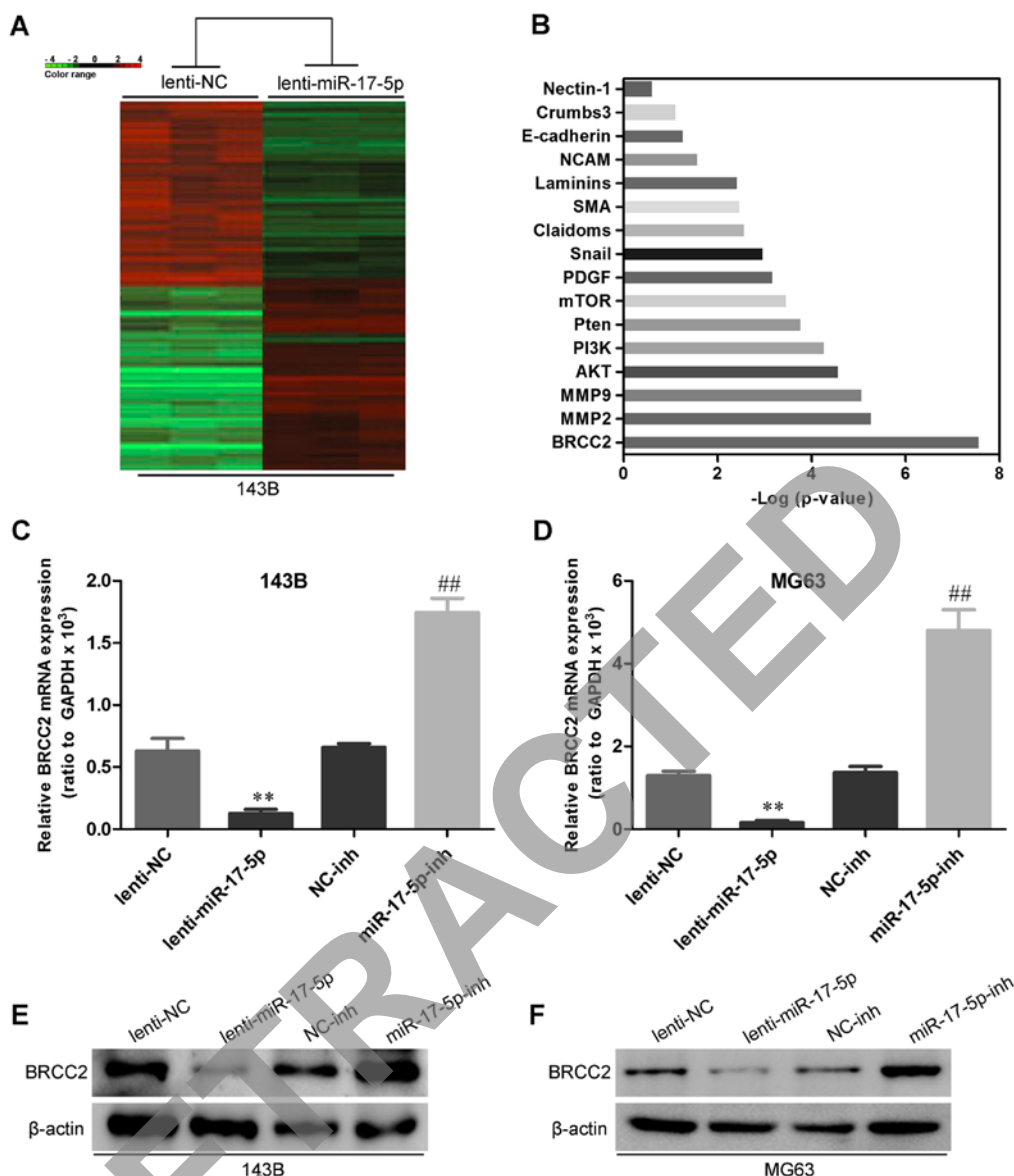 A
-4 -2 0 2 4
Color range
lenti-NC
lenti-miR-17-5p
143B
B
Nectin-1
Crumbs3
E-cadherin
NCAM
Laminins
SMA
Claidoms
Snail
PDGF
mTOR
Pten
PI3K
AKT
MMP9
MMP2
BRCC2
0 2 4 6 8
-Log (p-value)
C
143B
Relative BRCC2 mRNA expression
(ratio to GAPDH x 10³)
2.0
1.5
1.0
0.5
0.0
**
##
lenti-NC
lenti-miR-17-5p
NC-inh
miR-17-5p-inh
D
MG63
Relative BRCC2 mRNA expression
(ratio to GAPDH x 10³)
6
4
2
0
**
##
lenti-NC
lenti-miR-17-5p
NC-inh
miR-17-5p-inh
E
lenti-NC
lenti-miR-17-5p
NC-inh
miR-17-5p-inh
BRCC2
β-actin
143B
F
lenti-NC
lenti-miR-17-5p
NC-inh
miR-17-5p-inh
BRCC2
β-actin
MG63
ETRACTED